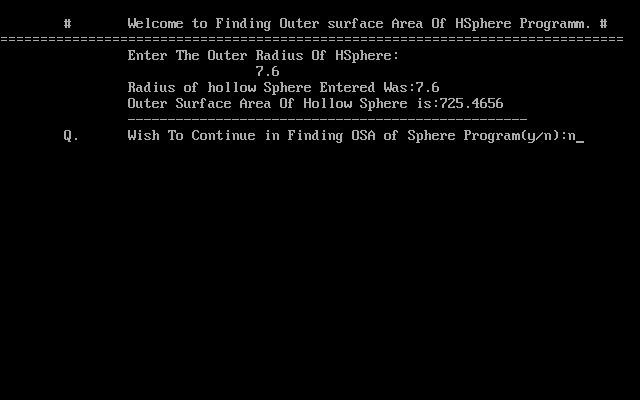 # Welcome to Finding Outer surface Area Of HSphere Programm. #
==============================================================================
Enter The Outer Radius Of HSphere:
7.6
Radius of hollow Sphere Entered Was:7.6
Outer Surface Area Of Hollow Sphere is:725.4656
--------------------------------------------------
Q. Wish To Continue in Finding OSA of Sphere Program(y/n):n_